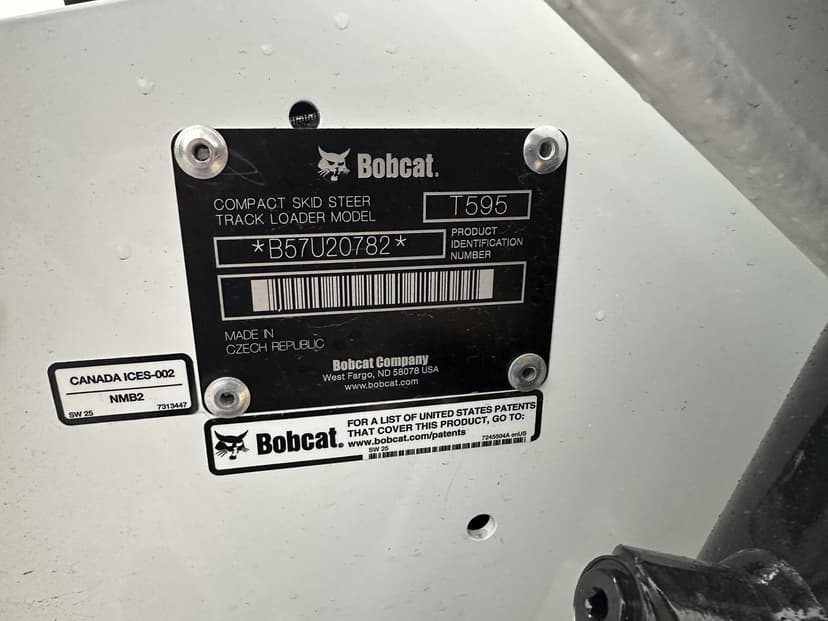 Bobcat.
COMPACT SKID STEER
TRACK LOADER MODEL
T595
*B57U20782*
PRODUCT
IDENTIFICATION
NUMBER
MADE IN
CZECH REPUBLIC
Bobcat Company
West Fargo, ND 58078 USA
www.bobcat.com
CANADA ICES-002
NMB2
SW 25 7313447
Bobcat.
FOR A LIST OF UNITED STATES PATENTS
THAT COVER THIS PRODUCT, GO TO:
www.bobcat.com/patents
SW 25 7245504A enUS